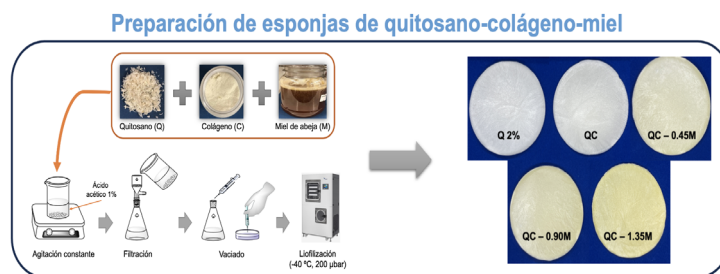 Preparación de esponjas de quitosano-colágeno-miel
Quitosano (Q)
Colágeno (C)
Miel de abeja (M)
Ácido
acético 1%
Agitación constante
Filtración
Vaciado
Liofilización
(-40 ºC, 200 µbar)
Q 2%
QC
QC – 0.45M
QC – 0.90M
QC – 1.35M